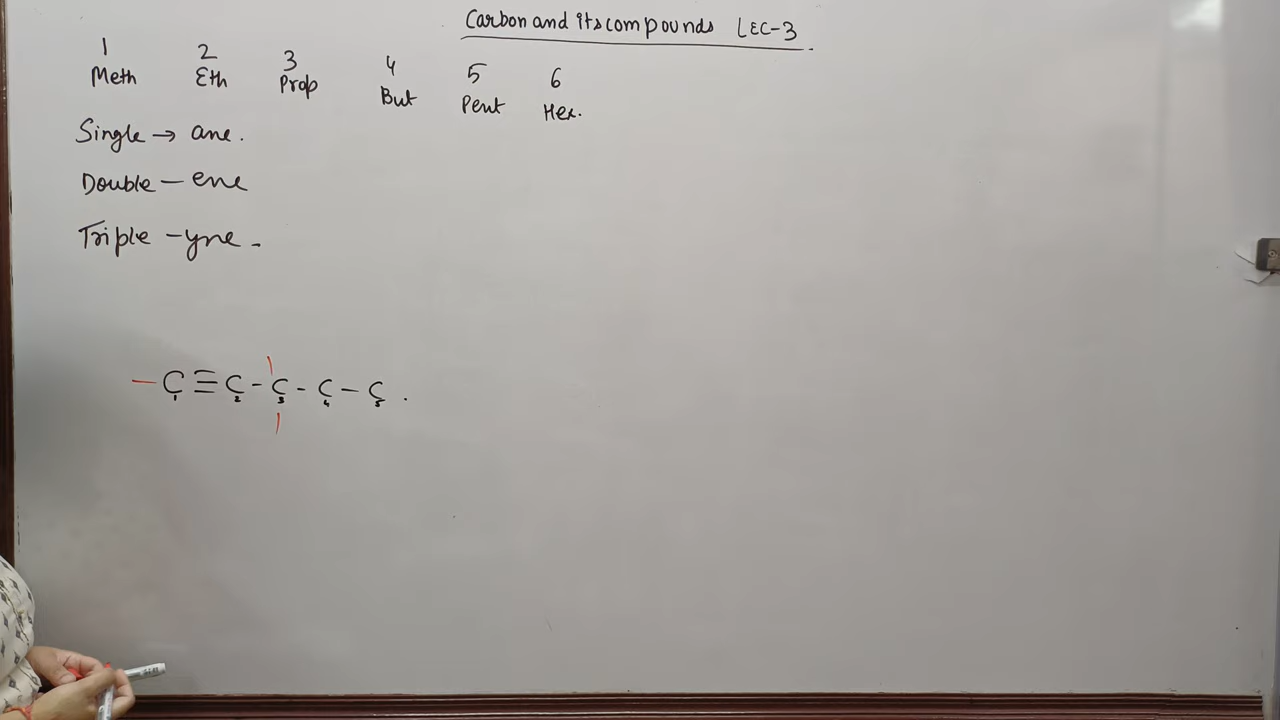 Carbon and its compounds LEC-3
1 2 3 4 5 6
Meth Eth Prop But Pent Hex.
Single → ane.
Double – ene
Triple – yne.
– C ≡ C – C – C – C .
1 2 3 4 5